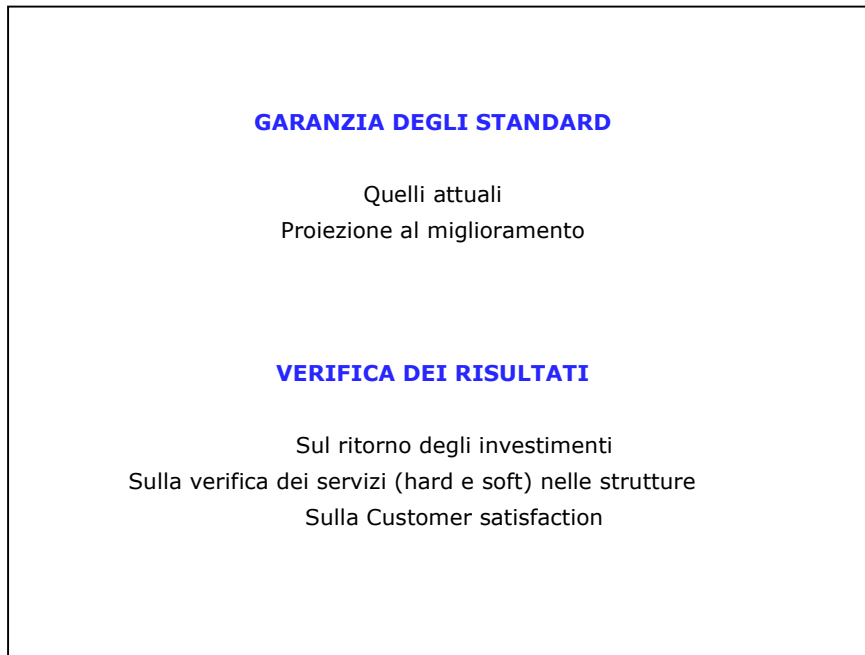 GARANZIA DEGLI STANDARD
Quelli attuali
Proiezione al miglioramento
VERIFICA DEI RISULTATI
Sul ritorno degli investimenti
Sulla verifica dei servizi (hard e soft) nelle strutture
Sulla Customer satisfaction